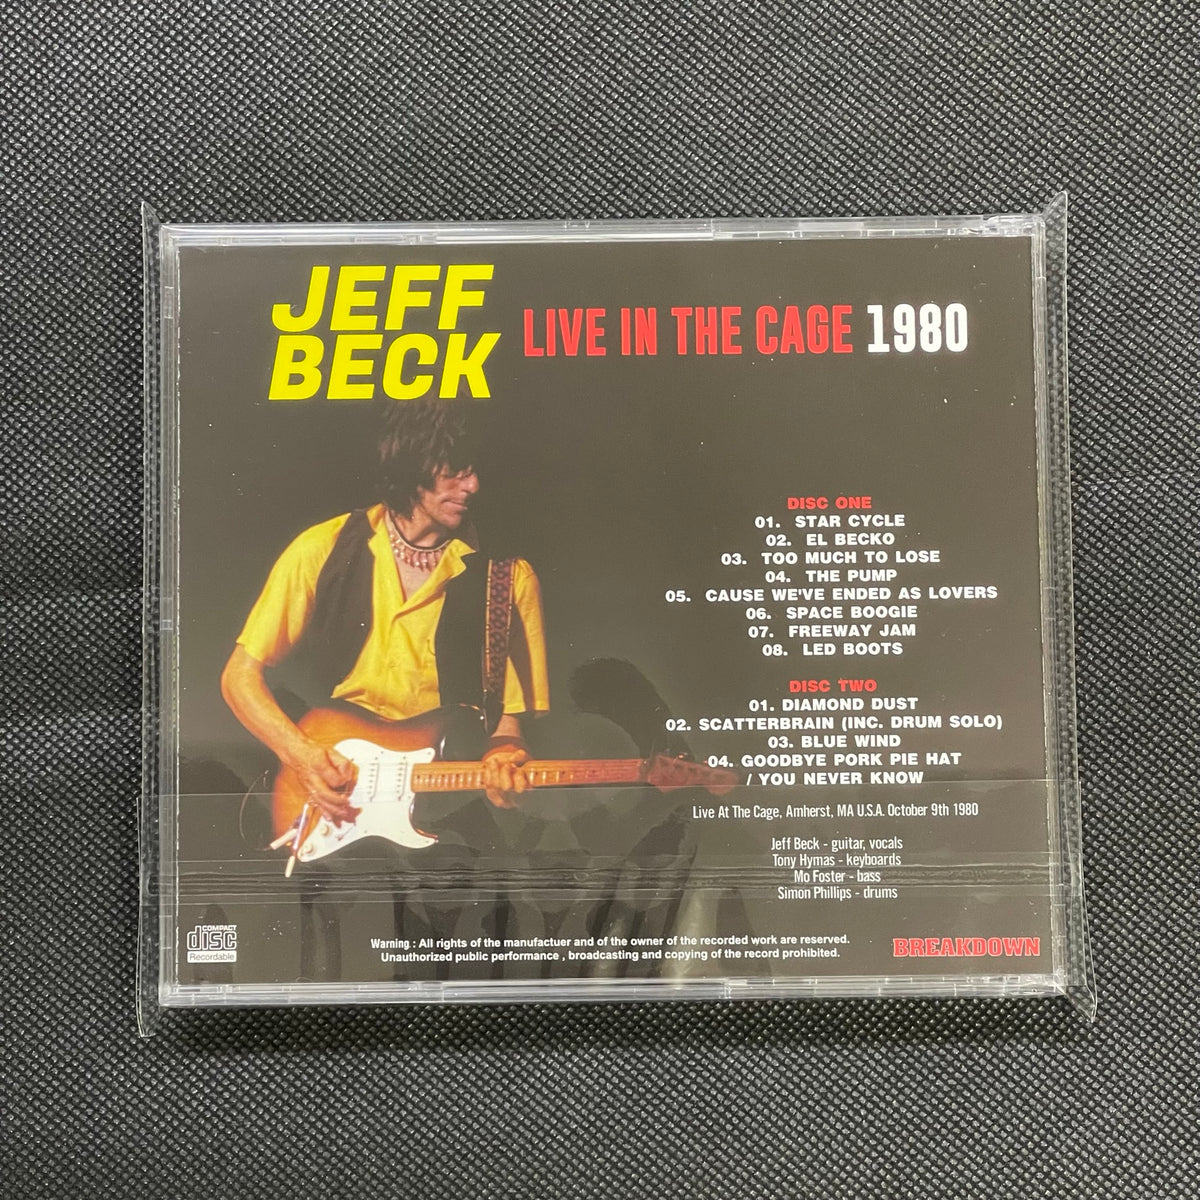 JEFF
BECK
LIVE IN THE CAGE 1980
DISC ONE
01. STAR CYCLE
02. EL BECKO
03. TOO MUCH TO LOSE
04. THE PUMP
05. CAUSE WE'VE ENDED AS LOVERS
06. SPACE BOOGIE
07. FREEWAY JAM
08. LED BOOTS
DISC TWO
01. DIAMOND DUST
02. SCATTERBRAIN (INC. DRUM SOLO)
03. BLUE WIND
04. GOODBYE PORK PIE HAT
/ YOU NEVER KNOW
Live At The Cage, Amherst, MA U.S.A. October 9th 1980
Jeff Beck - guitar, vocals
Tony Hymas - keyboards
Mo Foster - bass
Simon Phillips - drums
COMPACT
disc
Recordable
Warning : All rights of the manufactuer and of the owner of the recorded work are reserved.
Unauthorized public performance , broadcasting and copying of the record prohibited.
BREAKDOWN